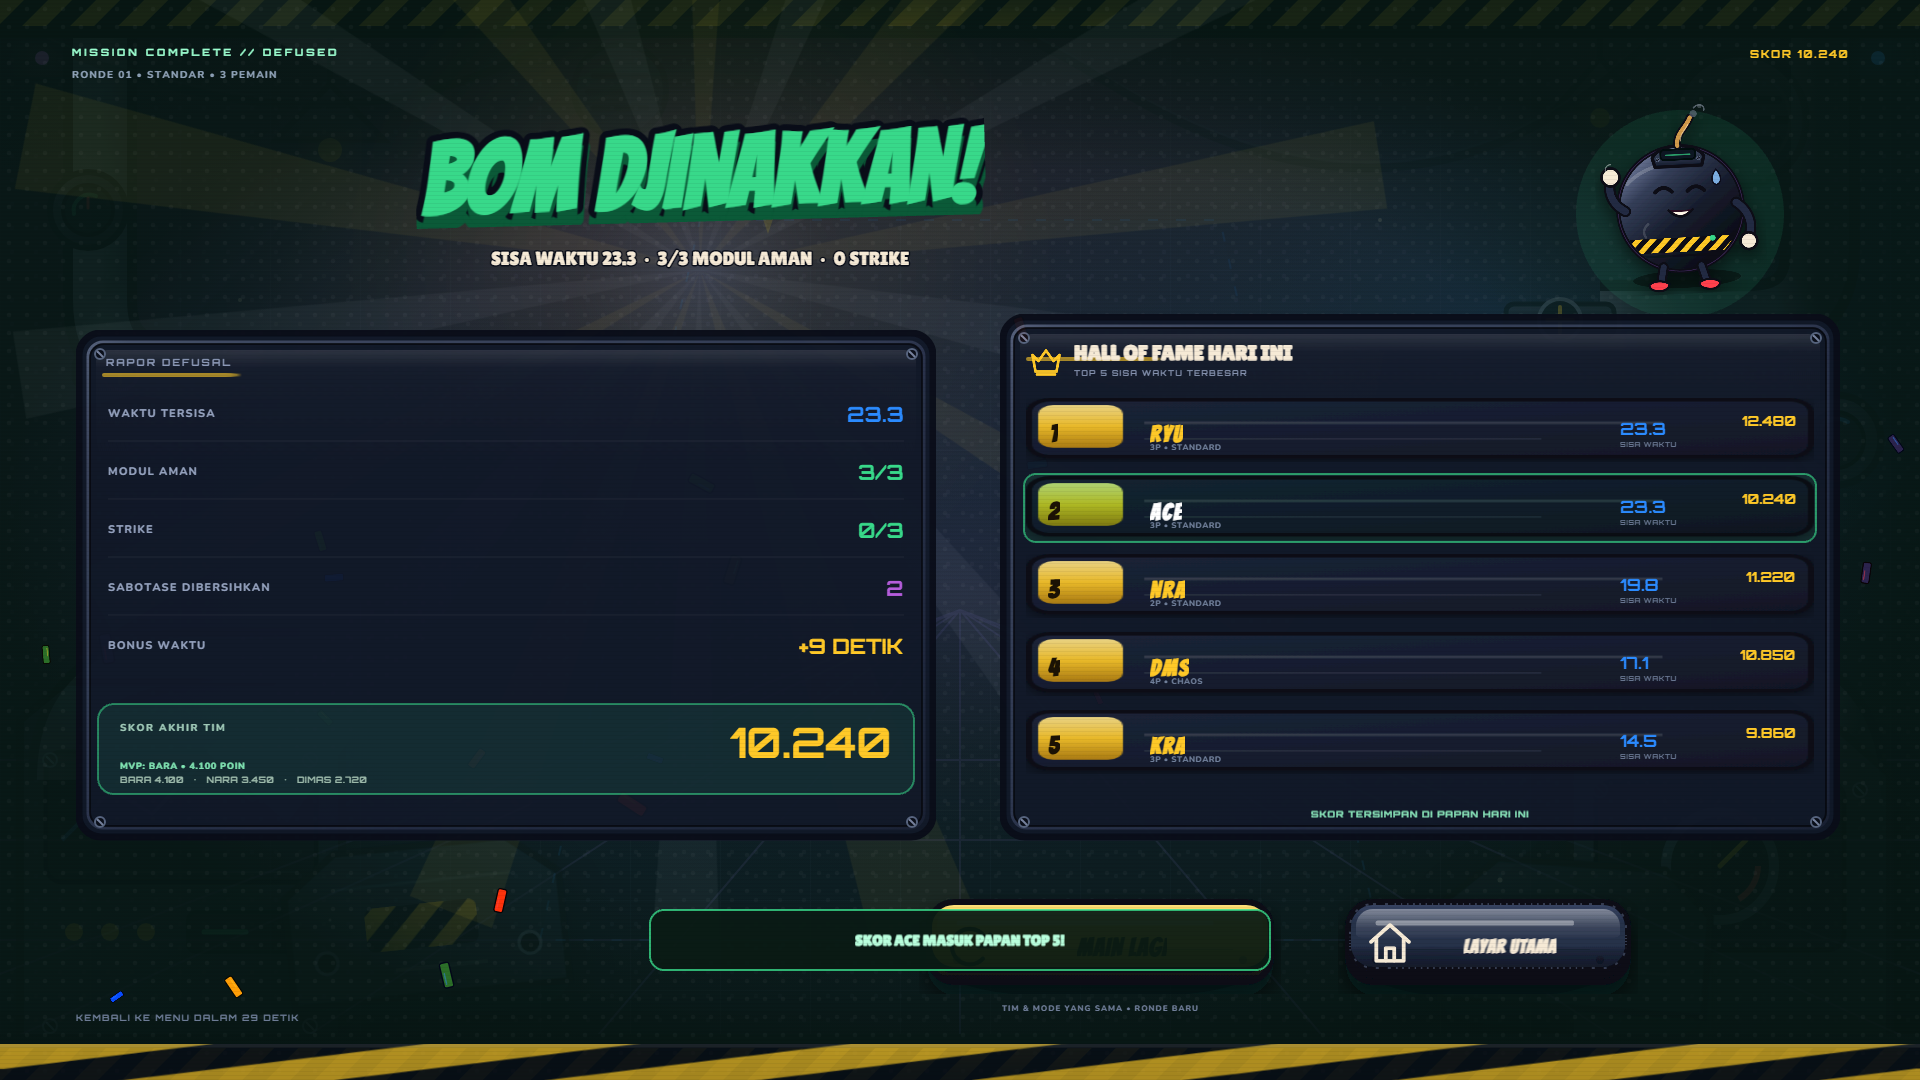 MISSION COMPLETE // DEFUSED
RONDE 01 • STANDAR • 3 PEMAIN
SKOR 10.240
BOM DJINAKKAN!
SISA WAKTU 23.3 · 3/3 MODUL AMAN · 0 STRIKE
RAPOR DEFUSAL
WAKTU TERSISA 23.3
MODUL AMAN 3/3
STRIKE 0/3
SABOTASE DIBERSIHKAN 2
BONUS WAKTU +9 DETIK
SKOR AKHIR TIM 10.240
MVP: BARA • 4.100 POIN
BARA 4.100 · NARA 3.450 · DIMAS 2.720
HALL OF FAME HARI INI
TOP 5 SISA WAKTU TERBESAR
1 RYU 23.3 12.480
3P • STANDARD SISA WAKTU
2 ACE 23.3 10.240
3P • STANDARD SISA WAKTU
3 NRA 19.8 11.220
2P • STANDARD SISA WAKTU
4 DMS 17.1 10.850
4P • CHAOS SISA WAKTU
5 KRA 14.5 9.860
3P • STANDARD SISA WAKTU
SKOR TERSIMPAN DI PAPAN HARI INI
SKOR ACE MASUK PAPAN TOP 5!
MAIN LAGI
LAYAR UTAMA
TIM & MODE YANG SAMA • RONDE BARU
KEMBALI KE MENU DALAM 29 DETIK